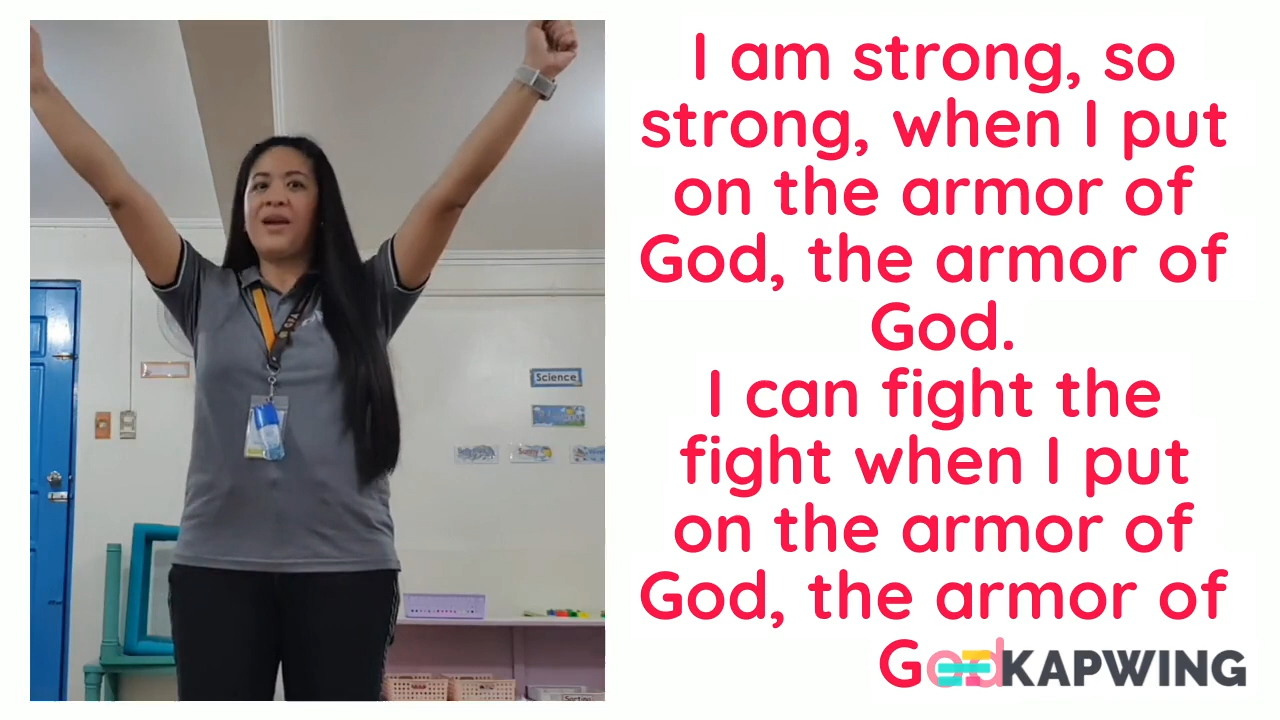 I am strong, so
strong, when I put
on the armor of
God, the armor of
God.
I can fight the
fight when I put
on the armor of
God, the armor of
God
KAPWING
Science
Sorting